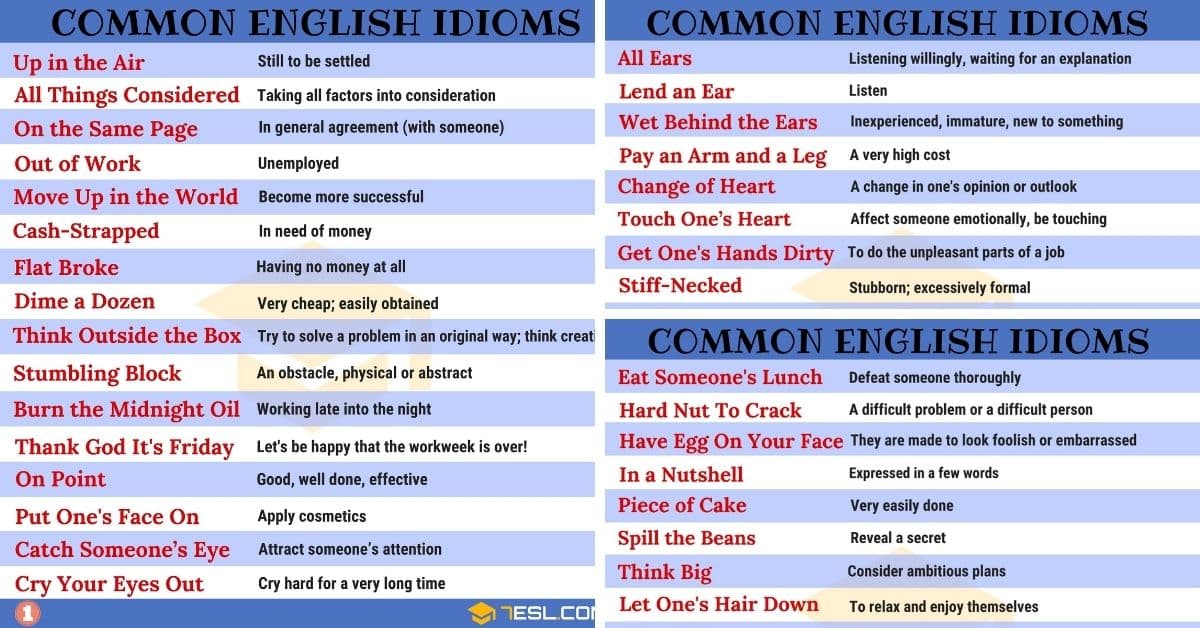 COMMON ENGLISH IDIOMS
Up in the Air Still to be settled
All Things Considered Taking all factors into consideration
On the Same Page In general agreement (with someone)
Out of Work Unemployed
Move Up in the World Become more successful
Cash-Strapped In need of money
Flat Broke Having no money at all
Dime a Dozen Very cheap; easily obtained
Think Outside the Box Try to solve a problem in an original way; think creati
Stumbling Block An obstacle, physical or abstract
Burn the Midnight Oil Working late into the night
Thank God It's Friday Let's be happy that the workweek is over!
On Point Good, well done, effective
Put One's Face On Apply cosmetics
Catch Someone’s Eye Attract someone’s attention
Cry Your Eyes Out Cry hard for a very long time
1 7ESL.CO
COMMON ENGLISH IDIOMS
All Ears Listening willingly, waiting for an explanation
Lend an Ear Listen
Wet Behind the Ears Inexperienced, immature, new to something
Pay an Arm and a Leg A very high cost
Change of Heart A change in one's opinion or outlook
Touch One’s Heart Affect someone emotionally, be touching
Get One's Hands Dirty To do the unpleasant parts of a job
Stiff-Necked Stubborn; excessively formal
COMMON ENGLISH IDIOMS
Eat Someone's Lunch Defeat someone thoroughly
Hard Nut To Crack A difficult problem or a difficult person
Have Egg On Your Face They are made to look foolish or embarrassed
In a Nutshell Expressed in a few words
Piece of Cake Very easily done
Spill the Beans Reveal a secret
Think Big Consider ambitious plans
Let One's Hair Down To relax and enjoy themselves